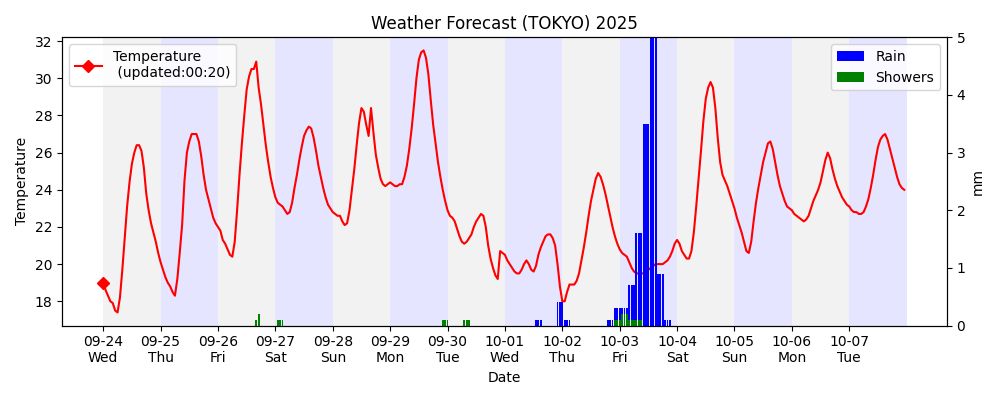 Weather Forecast (TOKYO) 2025
Temperature
(updated:00:20)
Rain
Showers
32
30
28
26
24
22
20
18
Temperature
5
4
3
2
1
0
mm
09-24 09-25 09-26 09-27 09-28 09-29 09-30 10-01 10-02 10-03 10-04 10-05 10-06 10-07
Wed Thu Fri Sat Sun Mon Tue Wed Thu Fri Sat Sun Mon Tue
Date